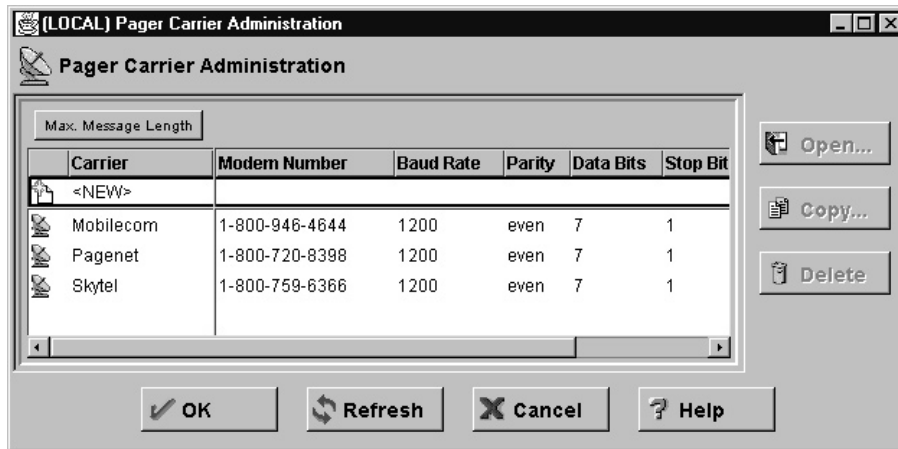 (LOCAL) Pager Carrier Administration
Pager Carrier Administration
Max. Message Length
Carrier Modem Number Baud Rate Parity Data Bits Stop Bit
<NEW>
Mobilecom 1-800-946-4644 1200 even 7 1
Pagenet 1-800-720-8398 1200 even 7 1
Skytel 1-800-759-6366 1200 even 7 1
Open...
Copy...
Delete
OK Refresh Cancel Help